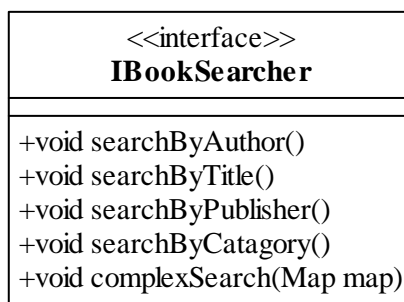 <<interface>>
IBookSearcher
+void searchByAuthor()
+void searchByTitle()
+void searchByPublisher()
+void searchByCatagory()
+void complexSearch(Map map)